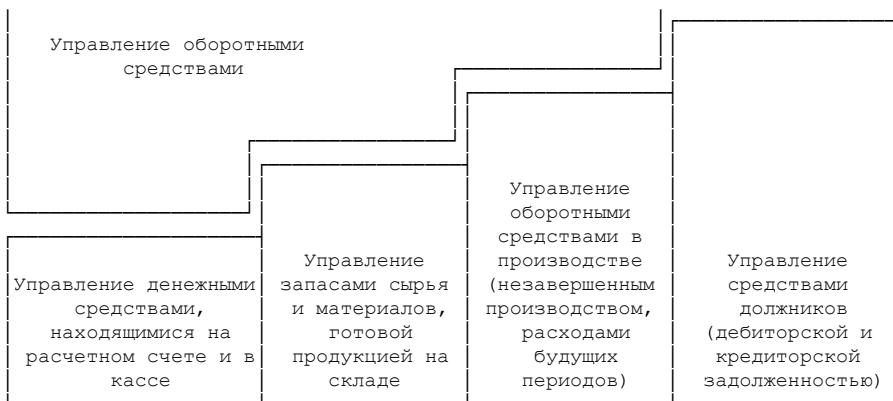 Управление оборотными
средствами
Управление денежными
средствами,
находящимися на
расчетном счете и в
кассе
Управление
запасами сырья
и материалов,
готовой
продукцией на
складе
Управление
оборотными
средствами в
производстве
(незавершенным
производством,
расходами
будущих
периодов)
Управление
средствами
должников
(дебиторской и
кредиторской
задолженностью)